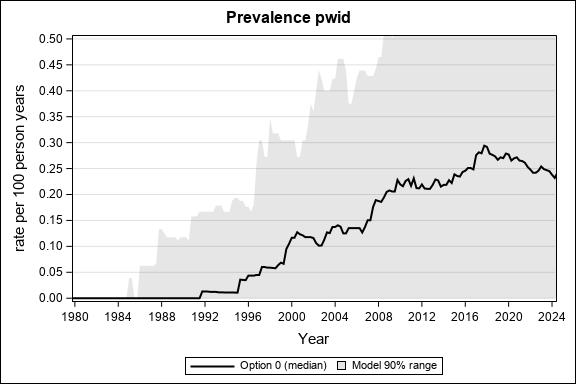 Prevalence pwid
rate per 100 person years
0.50
0.45
0.40
0.35
0.30
0.25
0.20
0.15
0.10
0.05
0.00
1980 1984 1988 1992 1996 2000 2004 2008 2012 2016 2020 2024
Year
Option 0 (median) Model 90% range